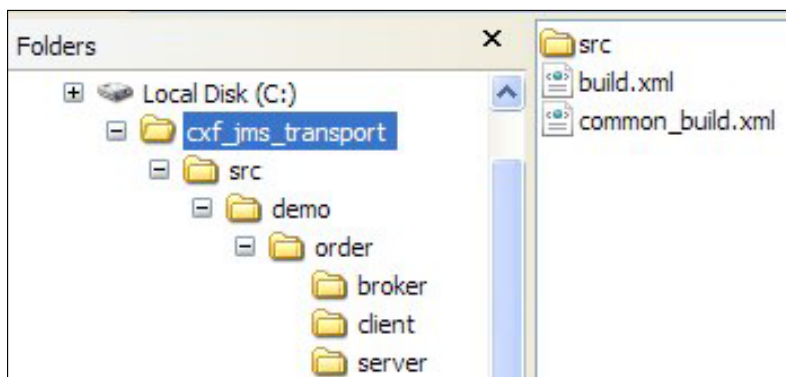 Folders
Local Disk (C:)
cxf_jms_transport
src
demo
order
broker
client
server
src
build.xml
common_build.xml